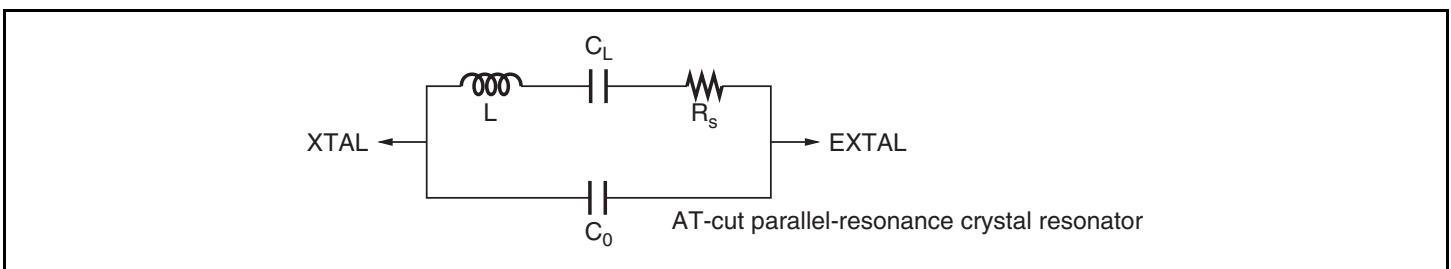 C_L
L
R_s
XTAL
EXTAL
C_0
AT-cut parallel-resonance crystal resonator